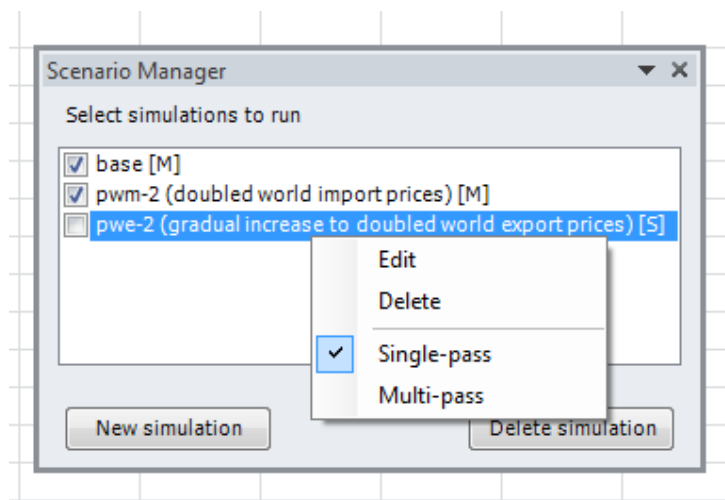 Scenario Manager
Select simulations to run
base [M]
pwm-2 (doubled world import prices) [M]
pwe-2 (gradual increase to doubled world export prices) [S]
Edit
Delete
Single-pass
Multi-pass
New simulation
Delete simulation